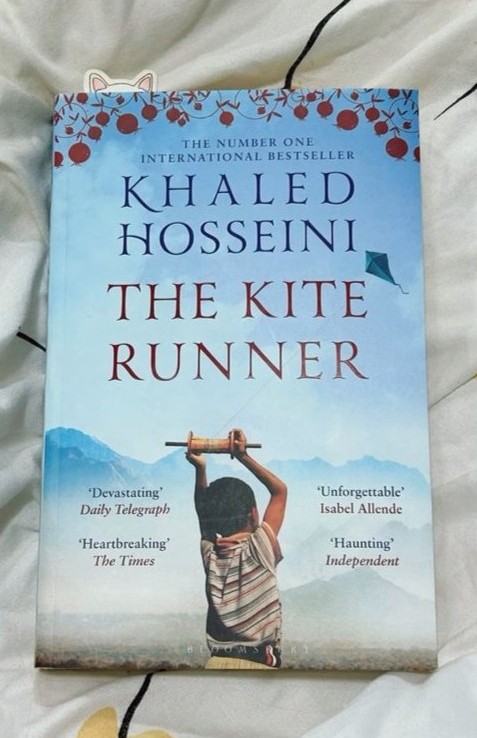 THE NUMBER ONE
INTERNATIONAL BESTSELLER
KHALED
HOSSEINI
THE KITE
RUNNER
‘Devastating’
Daily Telegraph
‘Unforgettable’
Isabel Allende
‘Heartbreaking’
The Times
‘Haunting’
Independent
BLOOMSBURY